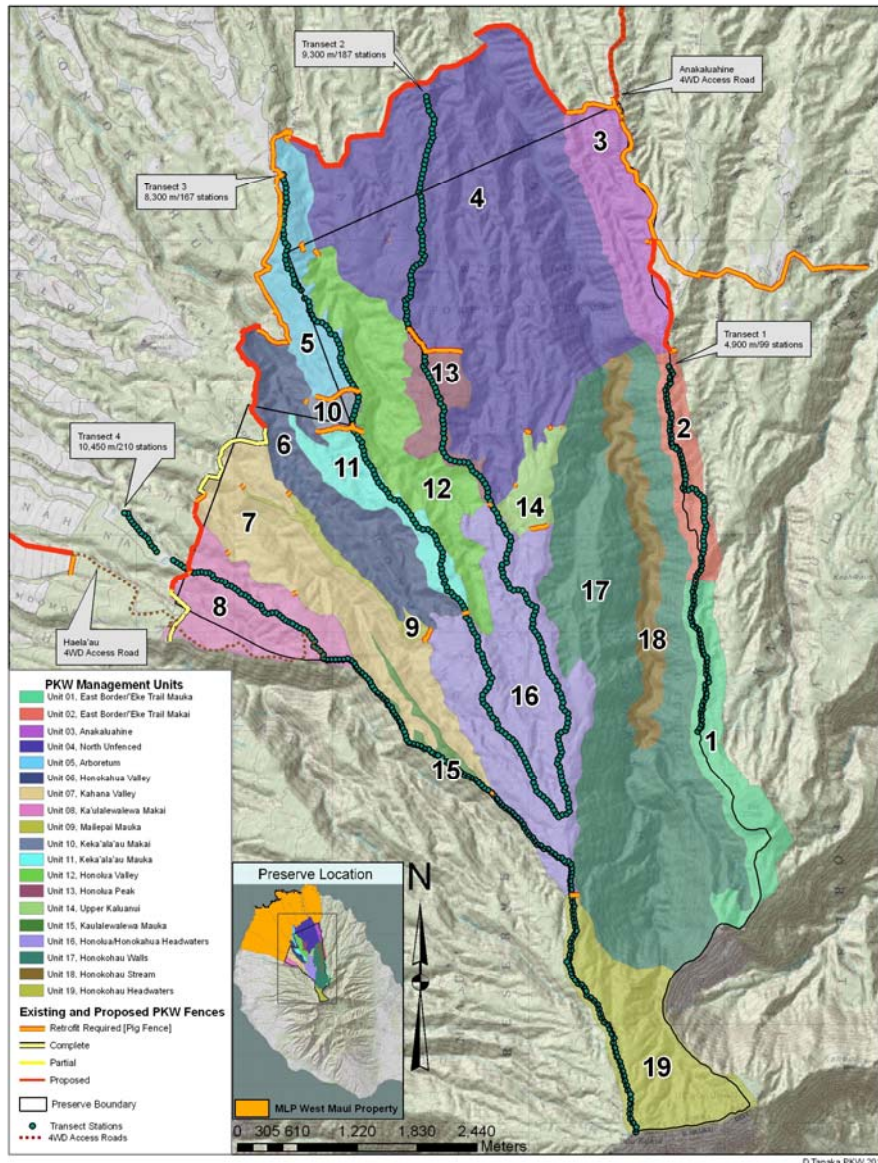 Transect 2
9,300 m/187 stations
Anakaluahine
4WD Access Road
3
Transect 3
8,300 m/167 stations
4
5
Transect 1
4,900 m/99 stations
13
10
2
Transect 4
10,450 m/210 stations
6
11
12
14
7
17
8
18
9
Haela'au
4WD Access Road
16
1
15
19
PKW Management Units
Unit 01, East Border/'Eke Trail Mauka
Unit 02, East Border/'Eke Trail Makai
Unit 03, Anakaluahine
Unit 04, North Unfenced
Unit 05, Arboretum
Unit 06, Honokahua Valley
Unit 07, Kahana Valley
Unit 08, Ka'ulalewalewa Makai
Unit 09, Mailepai Mauka
Unit 10, Keka'ala'au Makai
Unit 11, Keka'ala'au Mauka
Unit 12, Honolua Valley
Unit 13, Honolua Peak
Unit 14, Upper Kaluanui
Unit 15, Kaulalewalewa Mauka
Unit 16, Honolua/Honokahua Headwaters
Unit 17, Honokohau Walls
Unit 18, Honokohau Stream
Unit 19, Honokohau Headwaters
Existing and Proposed PKW Fences
Retrofit Required [Pig Fence]
Complete
Partial
Proposed
Preserve Boundary
Transect Stations
4WD Access Roads
Preserve Location
MLP West Maui Property
N
0 305 610 1,220 1,830 2,440
Meters
D Tanaka PKW